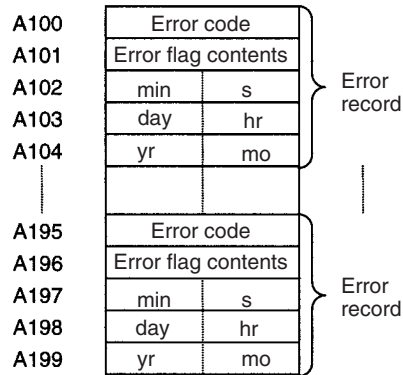 A100 Error code
A101 Error flag contents
A102 min s
A103 day hr
A104 yr mo
Error
record
A195 Error code
A196 Error flag contents
A197 min s
A198 day hr
A199 yr mo
Error
record